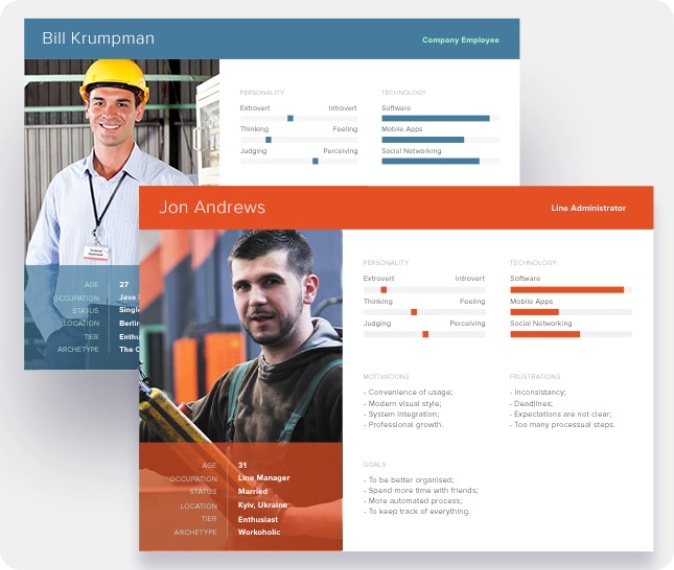 Bill Krumpman
Company Employee
PERSONALITY
TECHNOLOGY
Extrovert Introvert
Software
Thinking Feeling
Mobile Apps
Judging Perceiving
Social Networking
AGE 27
OCCUPATION Java
STATUS Single
LOCATION Berlin
TIER
ARCHETYPE The
Jon Andrews
Line Administrator
PERSONALITY
TECHNOLOGY
Extrovert Introvert
Software
Thinking Feeling
Mobile Apps
Judging Perceiving
Social Networking
MOTIVATIONS
- Convenience of usage;
- Modern visual style;
- System integration;
- Professional growth.
FRUSTRATIONS
- Inconsistency;
- Deadlines;
- Expectations are not clear;
- Too many processual steps.
GOALS
- To be better organised;
- Spend more time with friends;
- More automated process;
- To keep track of everything.
AGE 31
OCCUPATION Line Manager
STATUS Married
LOCATION Kyiv, Ukraine
TIER Enthusiast
ARCHETYPE Workoholic